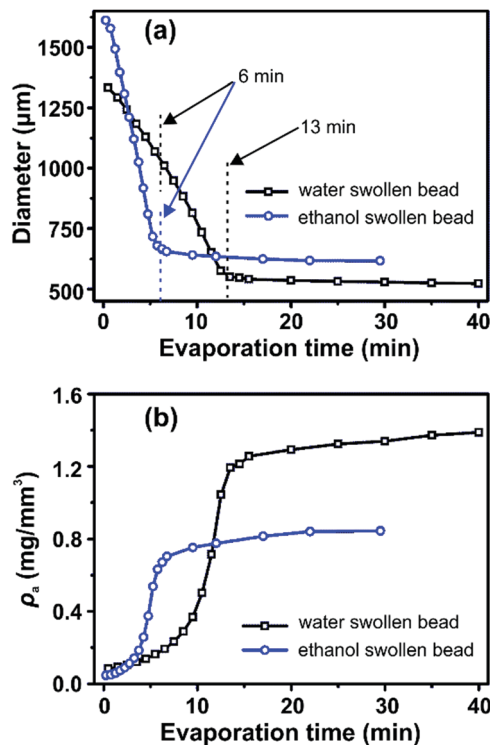 (a)
1500
1250
1000
750
500
Diameter (μm)
6 min
13 min
water swollen bead
ethanol swollen bead
0 10 20 30 40
Evaporation time (min)
(b)
1.6
1.2
0.8
0.4
0.0
ρa (mg/mm³)
water swollen bead
ethanol swollen bead
0 10 20 30 40
Evaporation time (min)